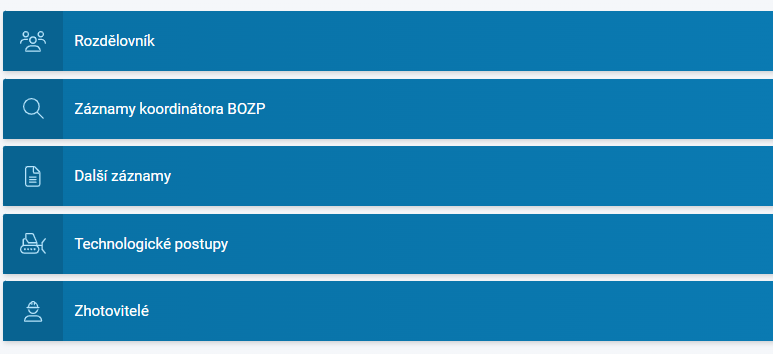 Rozdělovník
Záznamy koordinátora BOZP
Další záznamy
Technologické postupy
Zhotovitelé